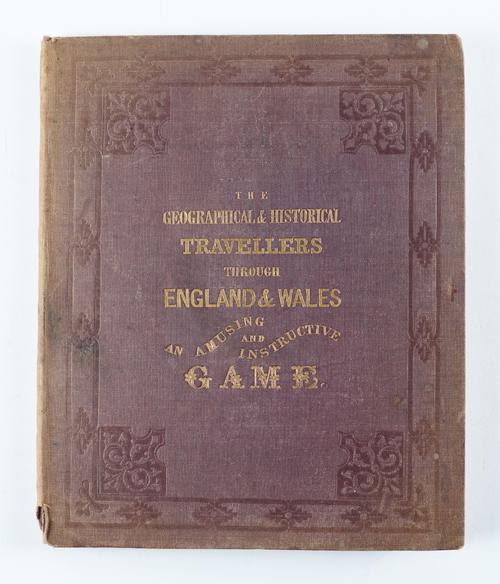 THE
GEOGRAPHICAL & HISTORICAL
TRAVELLERS
THROUGH
ENGLAND & WALES
AN AMUSING
AND
INSTRUCTIVE
GAME.